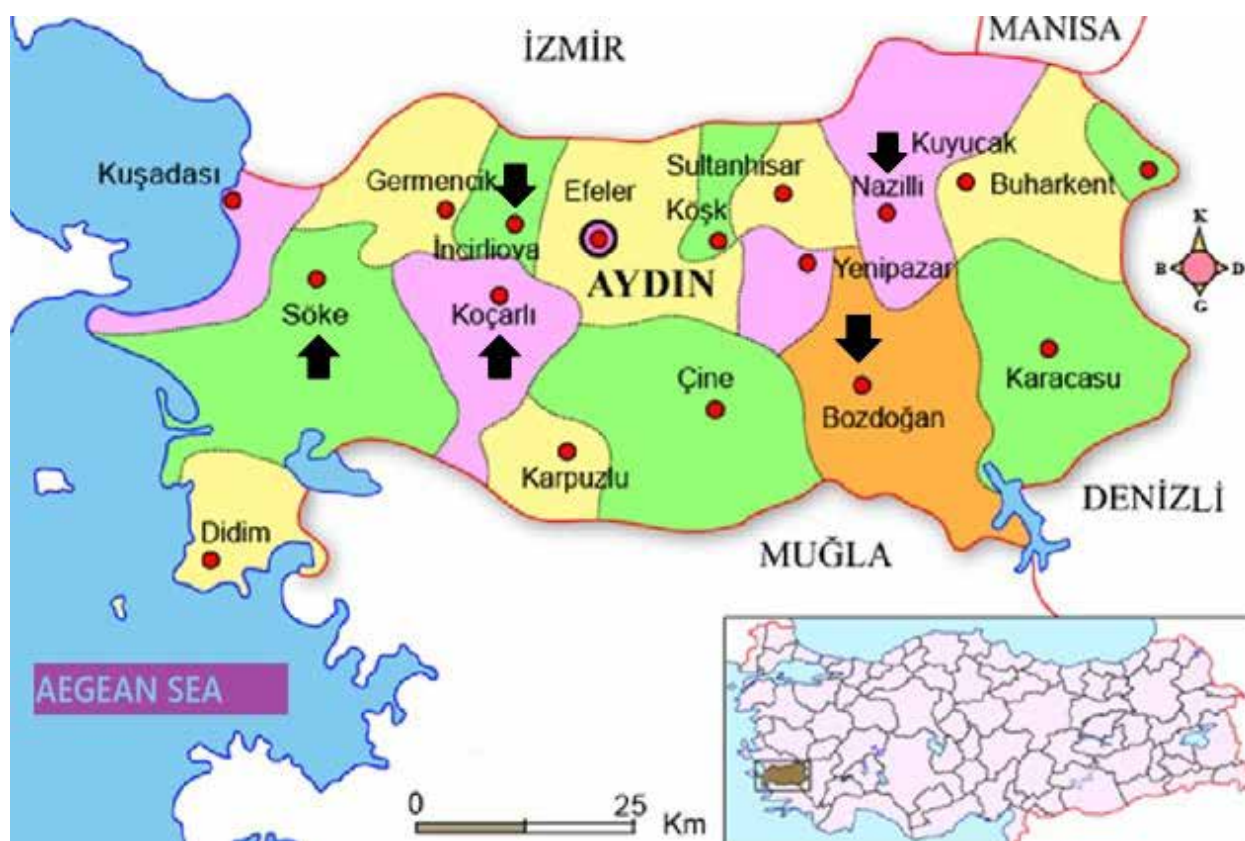 İZMİR
MANISA
Kuşadası
Germencik
Efeler
Sultanhisar
Kuyucak
Nazilli
Buharkent
Köşk
İncirliova
AYDIN
Yenipazar
K
B
D
G
Söke
Koçarlı
Çine
Karacasu
Bozdoğan
Karpuzlu
Didim
DENİZLİ
MUĞLA
AEGEAN SEA
0
25
Km